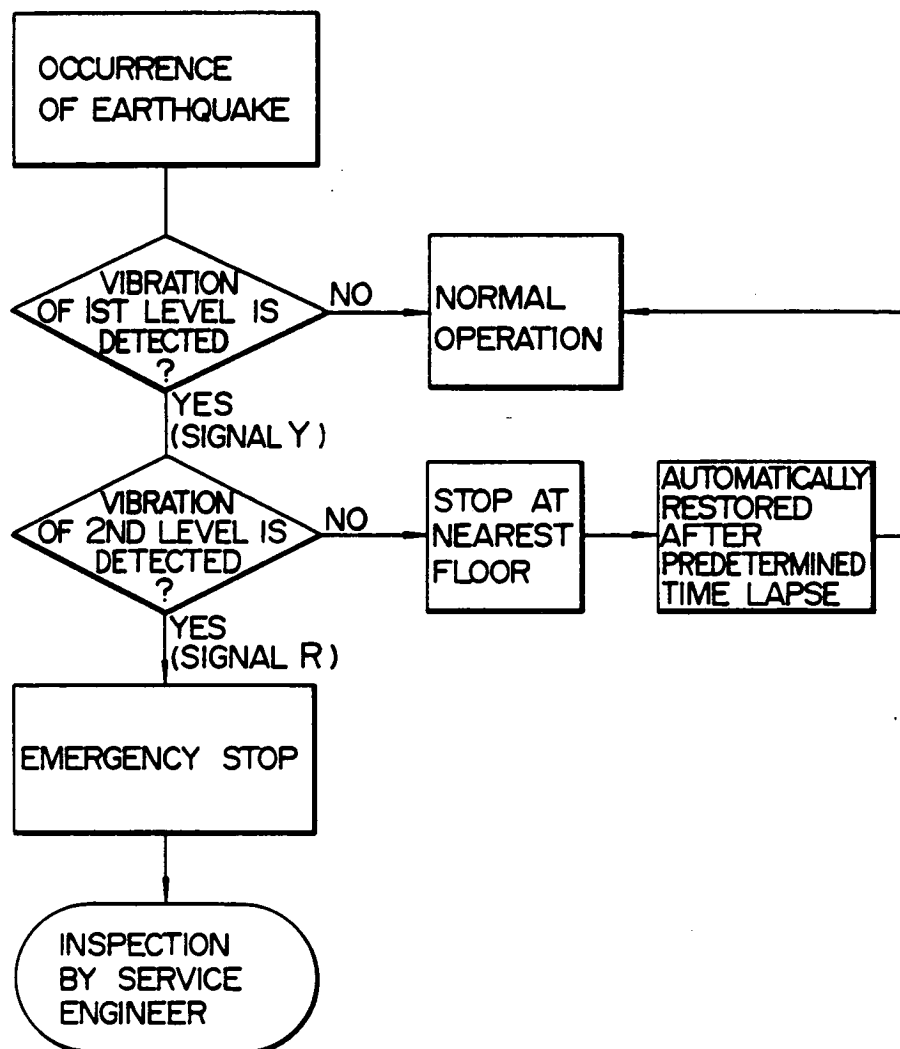 OCCURRENCE
OF EARTHQUAKE
VIBRATION
OF 1ST LEVEL IS
DETECTED
?
NO
NORMAL
OPERATION
YES
(SIGNAL Y)
VIBRATION
OF 2ND LEVEL IS
DETECTED
?
NO
STOP AT
NEAREST
FLOOR
AUTOMATICALLY
RESTORED
AFTER
PREDETERMINED
TIME LAPSE
YES
(SIGNAL R)
EMERGENCY STOP
INSPECTION
BY SERVICE
ENGINEER